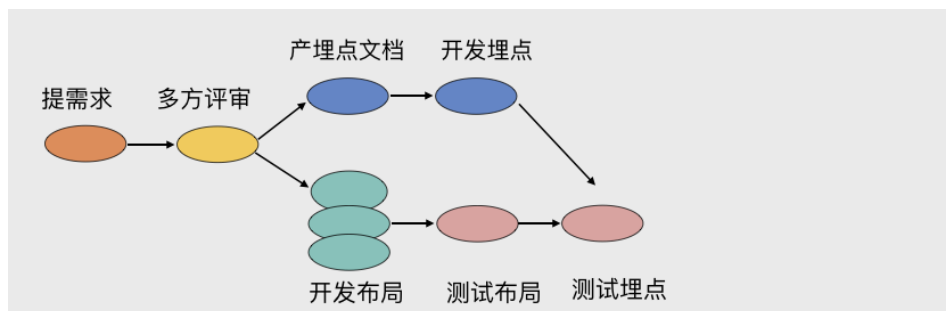 产埋点文档
开发埋点
提需求
多方评审
开发布局
测试布局
测试埋点